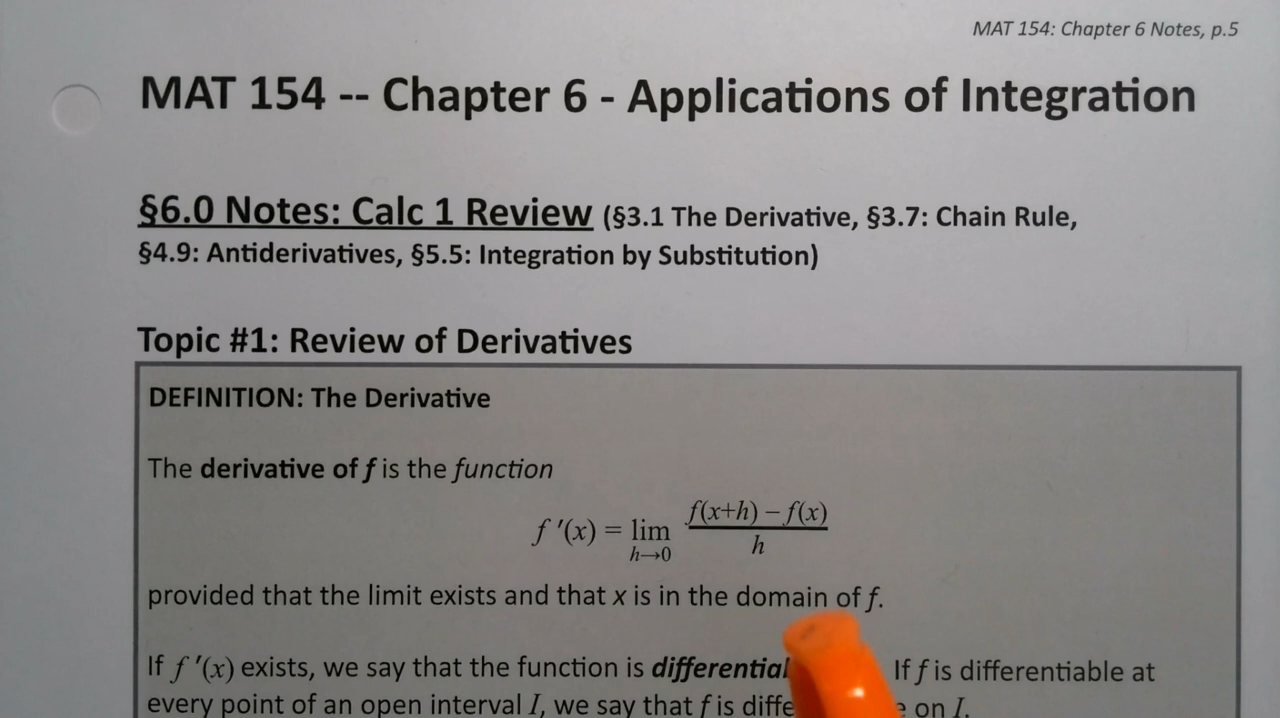 MAT 154: Chapter 6 Notes, p.5
MAT 154 -- Chapter 6 - Applications of Integration
§6.0 Notes: Calc 1 Review (§3.1 The Derivative, §3.7: Chain Rule,
§4.9: Antiderivatives, §5.5: Integration by Substitution)
Topic #1: Review of Derivatives
DEFINITION: The Derivative
The derivative of f is the function
f '(x) = lim h→0 f(x+h) – f(x) / h
provided that the limit exists and that x is in the domain of f.
If f '(x) exists, we say that the function is If f is differentiable at
every point of an open interval I, we say that f is on I.